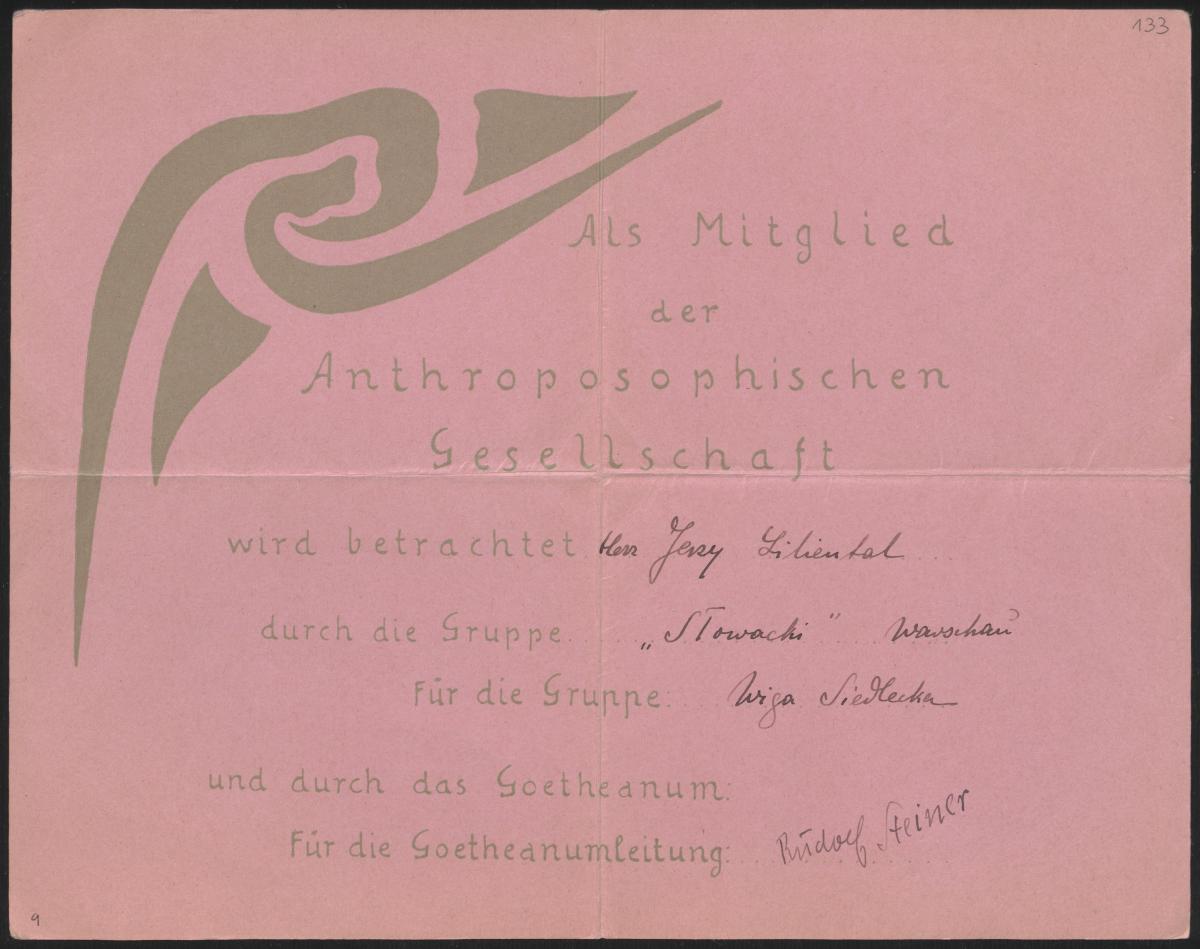 133
Als Mitglied
der
Anthroposophischen
Gesellschaft
wird betrachtet Herr Jerzy Liliental
durch die Gruppe „Słowacki" Warschau
Für die Gruppe: Wiga Siedlecka
und durch das Goetheanum:
Für die Goetheanumleitung: Rudolf Steiner
9